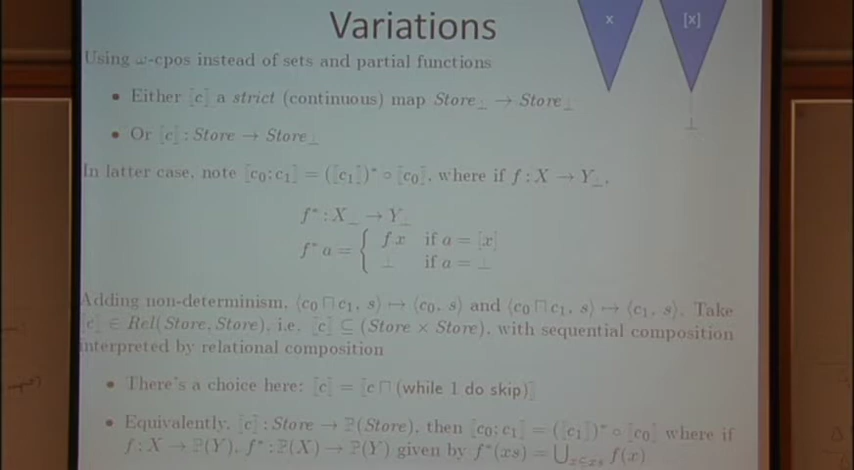 Variations
x
[x]
⊥
Using ω-cpos instead of sets and partial functions
• Either ⟦c⟧ a strict (continuous) map Store⊥ → Store⊥
• Or ⟦c⟧ : Store → Store⊥
In latter case, note ⟦c₀; c₁⟧ = (⟦c₁⟧)* ∘ ⟦c₀⟧, where if f : X → Y⊥,
f* : X⊥ → Y⊥
f* a = { f x if a = [x]
⊥ if a = ⊥
Adding non-determinism, ⟨c₀ ⊓ c₁, s⟩ ↦ ⟨c₀, s⟩ and ⟨c₀ ⊓ c₁, s⟩ ↦ ⟨c₁, s⟩. Take
⟦c⟧ ∈ Rel(Store, Store), i.e. ⟦c⟧ ⊆ (Store × Store), with sequential composition
interpreted by relational composition
• There's a choice here: ⟦c⟧ = ⟦c ⊓ (while 1 do skip)⟧
• Equivalently, ⟦c⟧ : Store → ℙ(Store), then ⟦c₀; c₁⟧ = (⟦c₁⟧)* ∘ ⟦c₀⟧ where if
f : X → ℙ(Y), f* : ℙ(X) → ℙ(Y) given by f*(xs) = ⋃ₓ∈ₓₛ f(x)